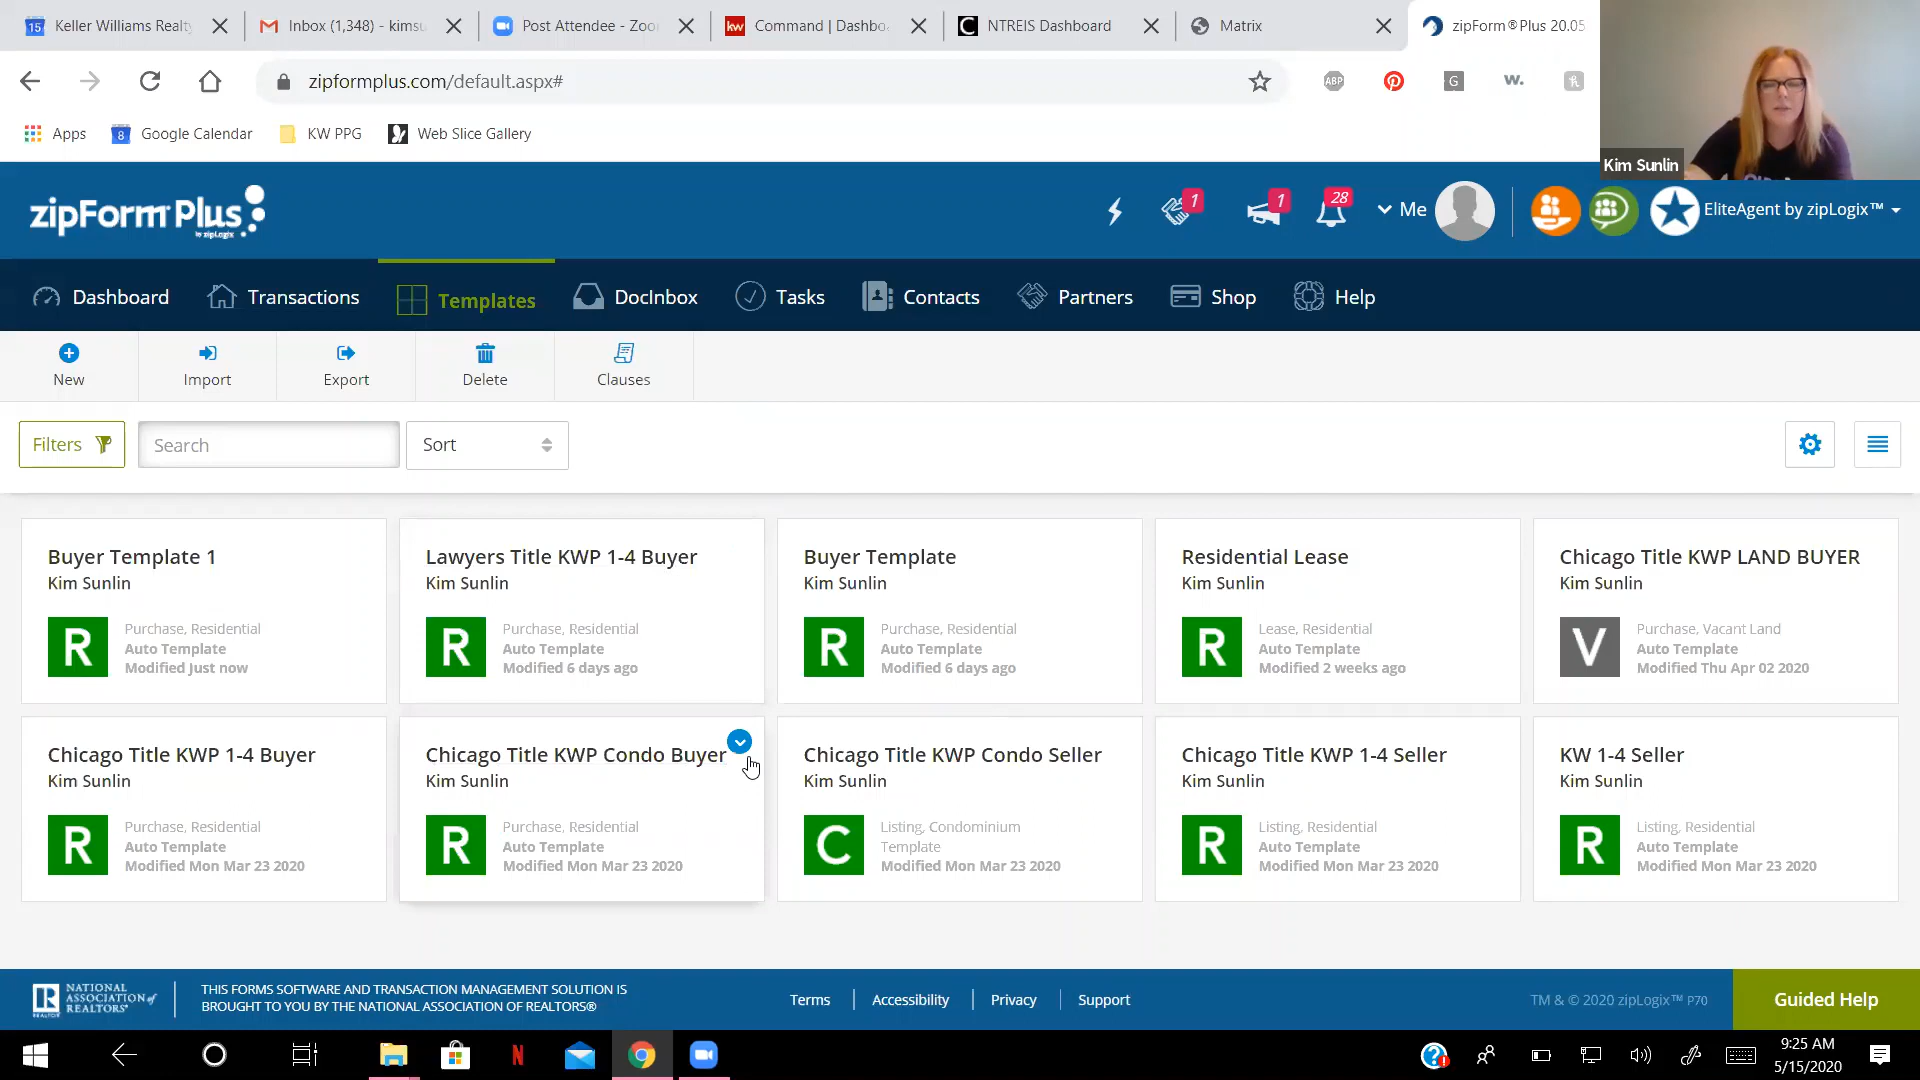 Keller Williams Realty
Inbox (1,348) - kimsu
Post Attendee - Zoo
kw Command | Dashbo
C NTREIS Dashboard
Matrix
zipForm® Plus 20.05
zipformplus.com/default.aspx#
ABP
G
W.
Apps
Google Calendar
KW PPG
Web Slice Gallery
Kim Sunlin
zipForm Plus
by zipLogix
1
1
28
Me
EliteAgent by zipLogix™
Dashboard
Transactions
Templates
DocInbox
Tasks
Contacts
Partners
Shop
Help
New
Import
Export
Delete
Clauses
Filters
Search
Sort
Buyer Template 1
Kim Sunlin
R
Purchase, Residential
Auto Template
Modified Just now
Lawyers Title KWP 1-4 Buyer
Kim Sunlin
R
Purchase, Residential
Auto Template
Modified 6 days ago
Buyer Template
Kim Sunlin
R
Purchase, Residential
Auto Template
Modified 6 days ago
Residential Lease
Kim Sunlin
R
Lease, Residential
Auto Template
Modified 2 weeks ago
Chicago Title KWP LAND BUYER
Kim Sunlin
V
Purchase, Vacant Land
Auto Template
Modified Thu Apr 02 2020
Chicago Title KWP 1-4 Buyer
Kim Sunlin
R
Purchase, Residential
Auto Template
Modified Mon Mar 23 2020
Chicago Title KWP Condo Buyer
Kim Sunlin
R
Purchase, Residential
Auto Template
Modified Mon Mar 23 2020
Chicago Title KWP Condo Seller
Kim Sunlin
C
Listing, Condominium
Template
Modified Mon Mar 23 2020
Chicago Title KWP 1-4 Seller
Kim Sunlin
R
Listing, Residential
Auto Template
Modified Mon Mar 23 2020
KW 1-4 Seller
Kim Sunlin
R
Listing, Residential
Auto Template
Modified Mon Mar 23 2020
NATIONAL
ASSOCIATION of
REALTORS®
THIS FORMS SOFTWARE AND TRANSACTION MANAGEMENT SOLUTION IS
BROUGHT TO YOU BY THE NATIONAL ASSOCIATION OF REALTORS®
Terms
Accessibility
Privacy
Support
TM & © 2020 zipLogix™ P70
Guided Help
9:25 AM
5/15/2020